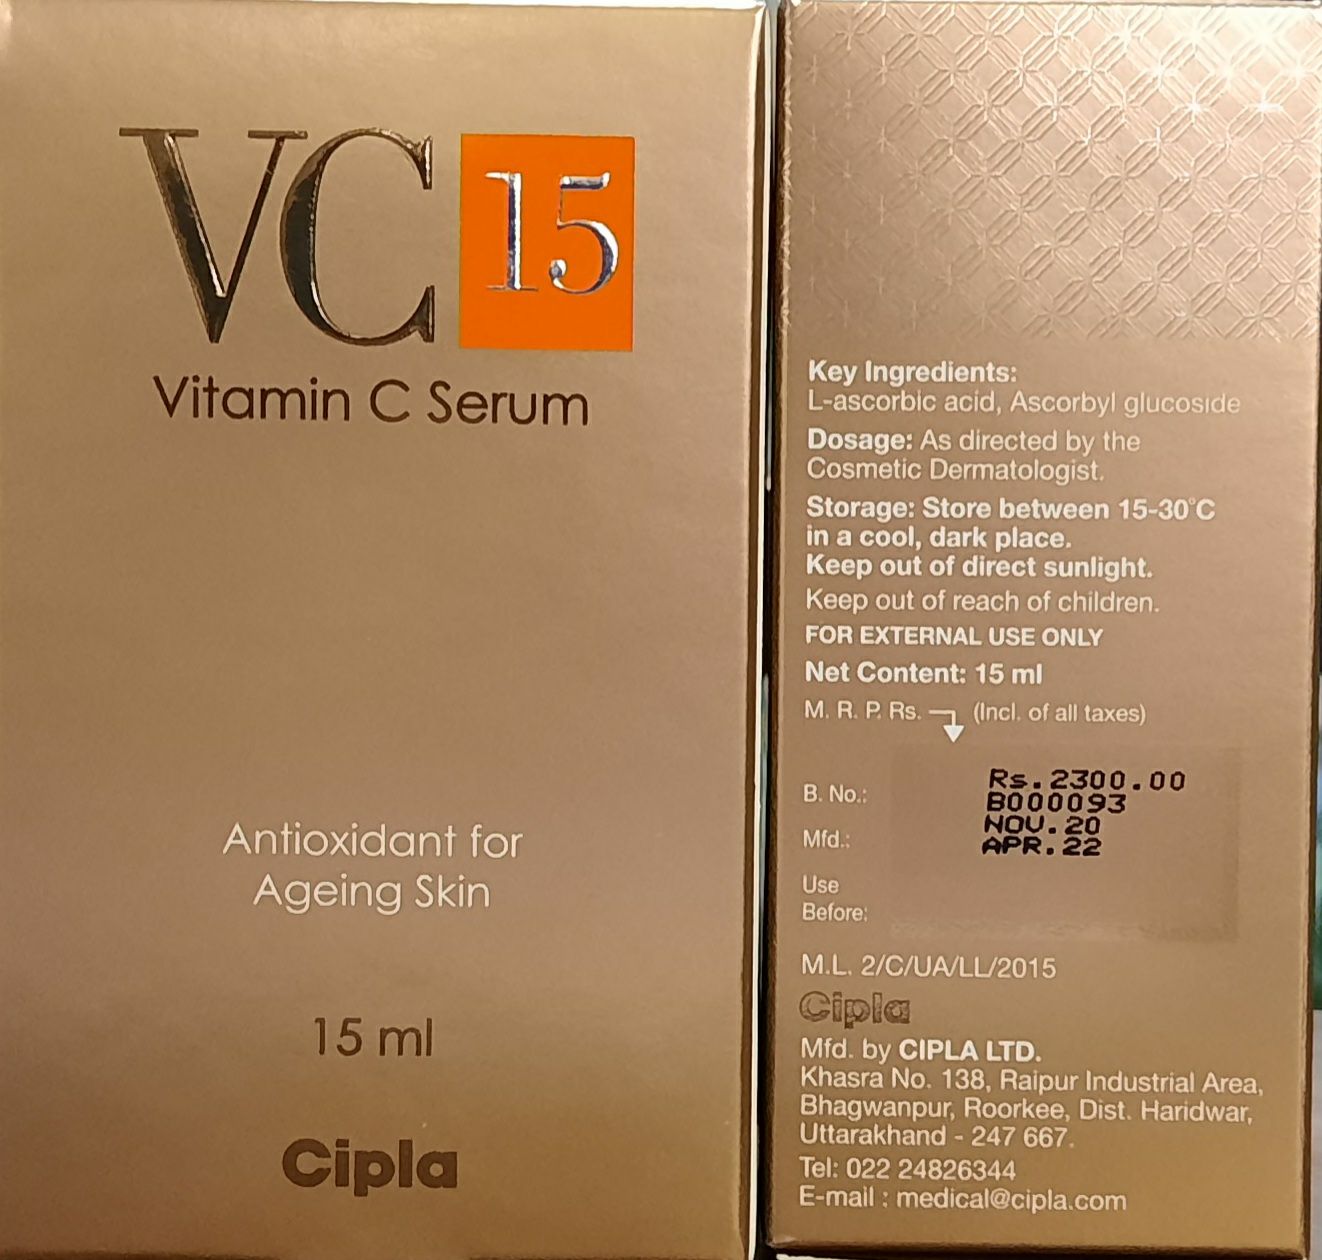 VC 15
Vitamin C Serum
Antioxidant for
Ageing Skin
15 ml
Cipla
Key Ingredients:
L-ascorbic acid, Ascorbyl glucoside
Dosage: As directed by the
Cosmetic Dermatologist.
Storage: Store between 15-30°C
in a cool, dark place.
Keep out of direct sunlight.
Keep out of reach of children.
FOR EXTERNAL USE ONLY
Net Content: 15 ml
M. R. P. Rs. (Incl. of all taxes)
Rs.2300.00
B. No.: B000093
NOV.20
Mfd.: APR.22
Use
Before:
M.L. 2/C/UA/LL/2015
Cipla
Mfd. by CIPLA LTD.
Khasra No. 138, Raipur Industrial Area,
Bhagwanpur, Roorkee, Dist. Haridwar,
Uttarakhand - 247 667.
Tel: 022 24826344
E-mail : medical@cipla.com